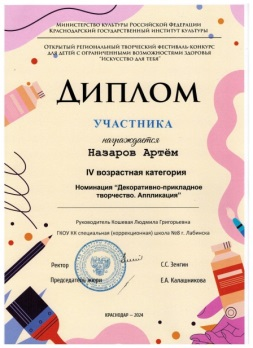 Министерство культуры Российской Федерации
Краснодарский государственный институт культуры
Открытый региональный творческий фестиваль-конкурс
для детей с ограниченными возможностями здоровья
"Искусство для тебя"
Диплом
УЧАСТНИКА
награждается
Назаров Артём
IV возрастная категория
Номинация "Декоративно-прикладное
творчество. Аппликация"
Руководитель Кошевая Людмила Григорьевна
ГКОУ КК специальная (коррекционная) школа №8 г. Лабинска
Ректор С.С. Зенгин
Председатель жюри Е.А. Калашникова
КРАСНОДАР – 2024